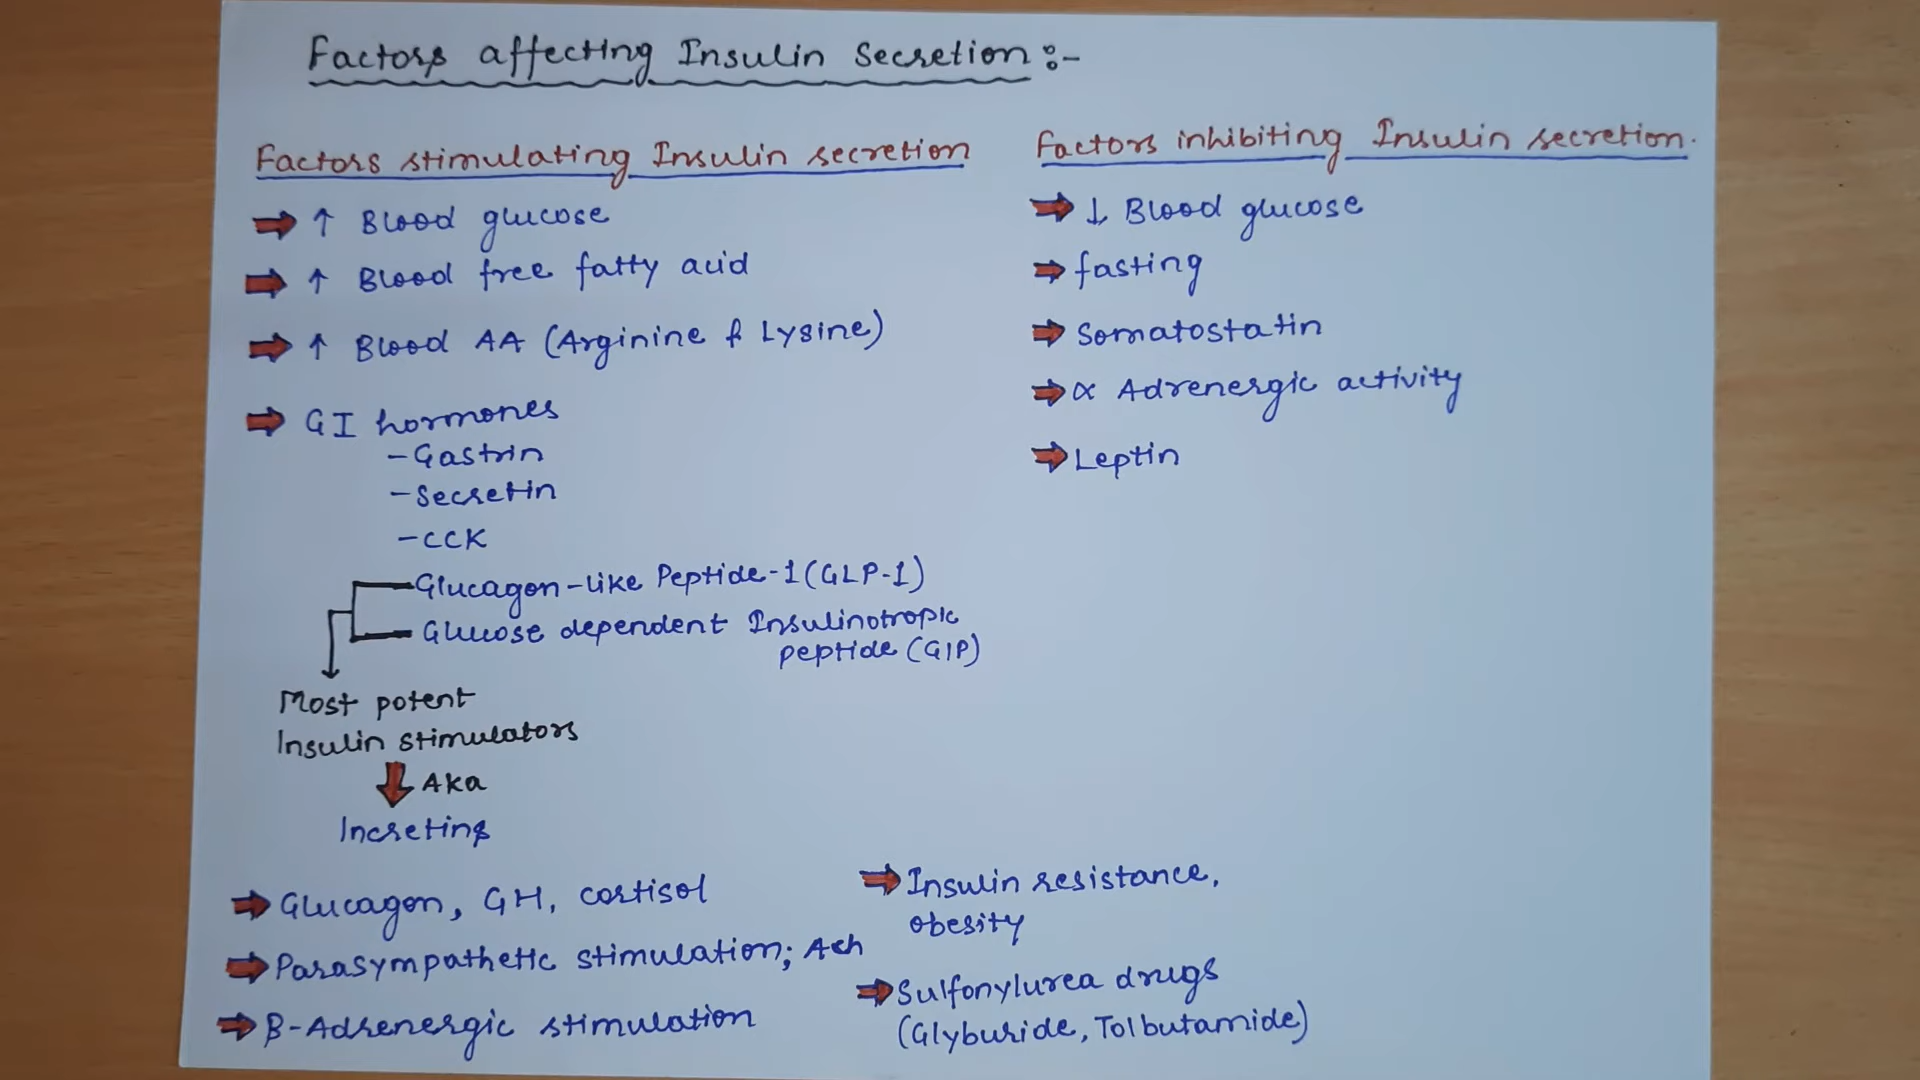 Factors affecting Insulin Secretion :-
Factors stimulating Insulin secretion
⇒ ↑ Blood glucose
⇒ ↑ Blood free fatty acid
⇒ ↑ Blood AA (Arginine & Lysine)
⇒ GI hormones
- Gastrin
- Secretin
- CCK
Glucagon-like Peptide-1 (GLP-1)
Glucose dependent Insulinotropic
peptide (GIP)
Most potent
Insulin stimulators
⇓ Aka
Incretins
⇒ Glucagon, GH, cortisol
⇒ Parasympathetic stimulation; Ach
⇒ β-Adrenergic stimulation
⇒ Insulin resistance,
obesity
⇒ Sulfonylurea drugs
(Glyburide, Tolbutamide)
Factors inhibiting Insulin secretion.
⇒ ↓ Blood glucose
⇒ fasting
⇒ Somatostatin
⇒ α Adrenergic activity
⇒ Leptin